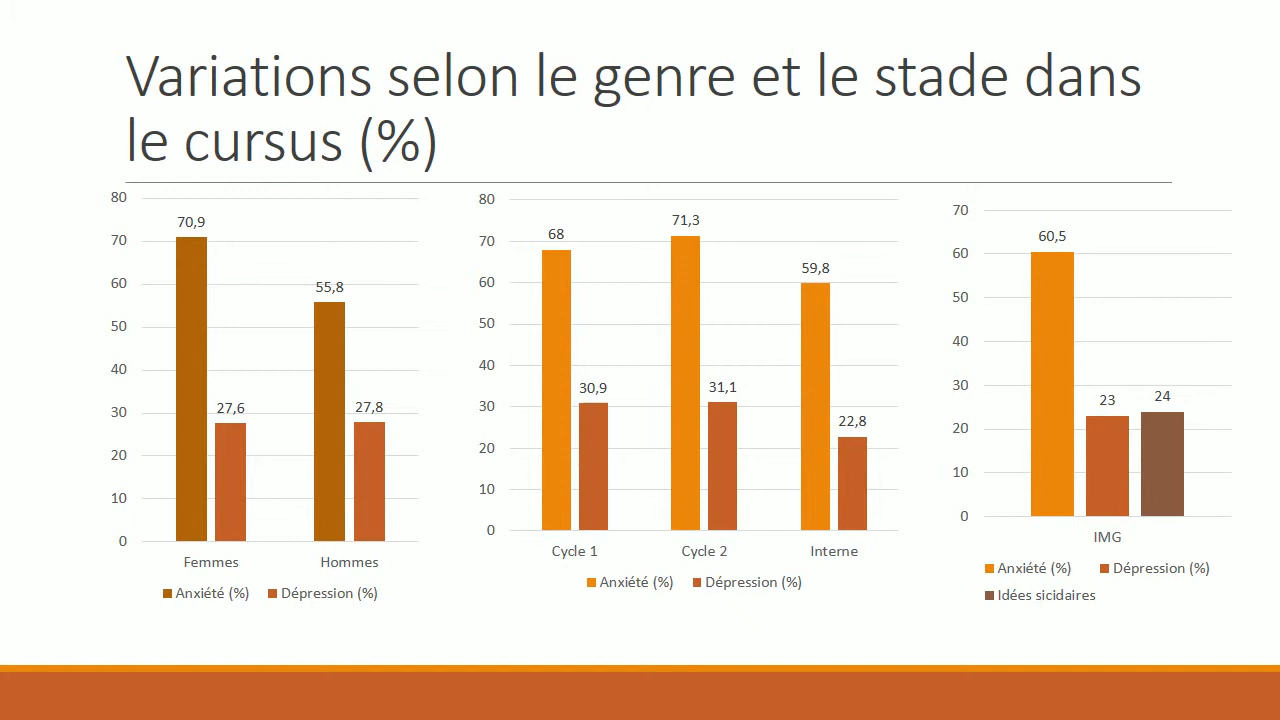 Variations selon le genre et le stade dans
le cursus (%)
80
70
60
50
40
30
20
10
0
70,9
27,6
55,8
27,8
Femmes
Hommes
Anxiété (%)
Dépression (%)
80
70
60
50
40
30
20
10
0
68
30,9
71,3
31,1
59,8
22,8
Cycle 1
Cycle 2
Interne
Anxiété (%)
Dépression (%)
70
60
50
40
30
20
10
0
60,5
23
24
IMG
Anxiété (%)
Dépression (%)
Idées sicidaires